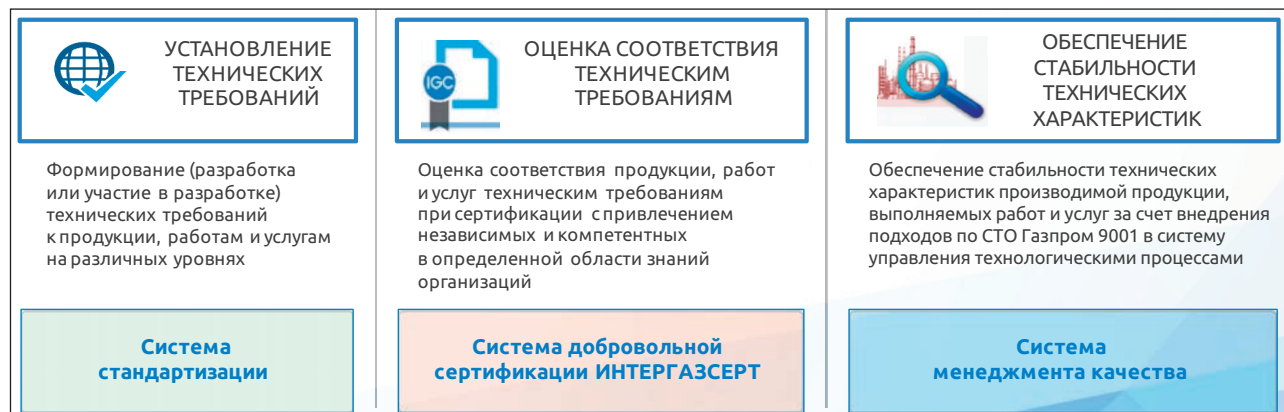 УСТАНОВЛЕНИЕ
ТЕХНИЧЕСКИХ
ТРЕБОВАНИЙ
Формирование (разработка
или участие в разработке)
технических требований
к продукции, работам и услугам
на различных уровнях
Система
стандартизации
IGC
ОЦЕНКА СООТВЕТСТВИЯ
ТЕХНИЧЕСКИМ
ТРЕБОВАНИЯМ
Оценка соответствия продукции, работ
и услуг техническим требованиям
при сертификации с привлечением
независимых и компетентных
в определенной области знаний
организаций
Система добровольной
сертификации ИНТЕРГАЗСЕРТ
ОБЕСПЕЧЕНИЕ
СТАБИЛЬНОСТИ
ТЕХНИЧЕСКИХ
ХАРАКТЕРИСТИК
Обеспечение стабильности технических
характеристик производимой продукции,
выполняемых работ и услуг за счет внедрения
подходов по СТО Газпром 9001 в систему
управления технологическими процессами
Система
менеджмента качества